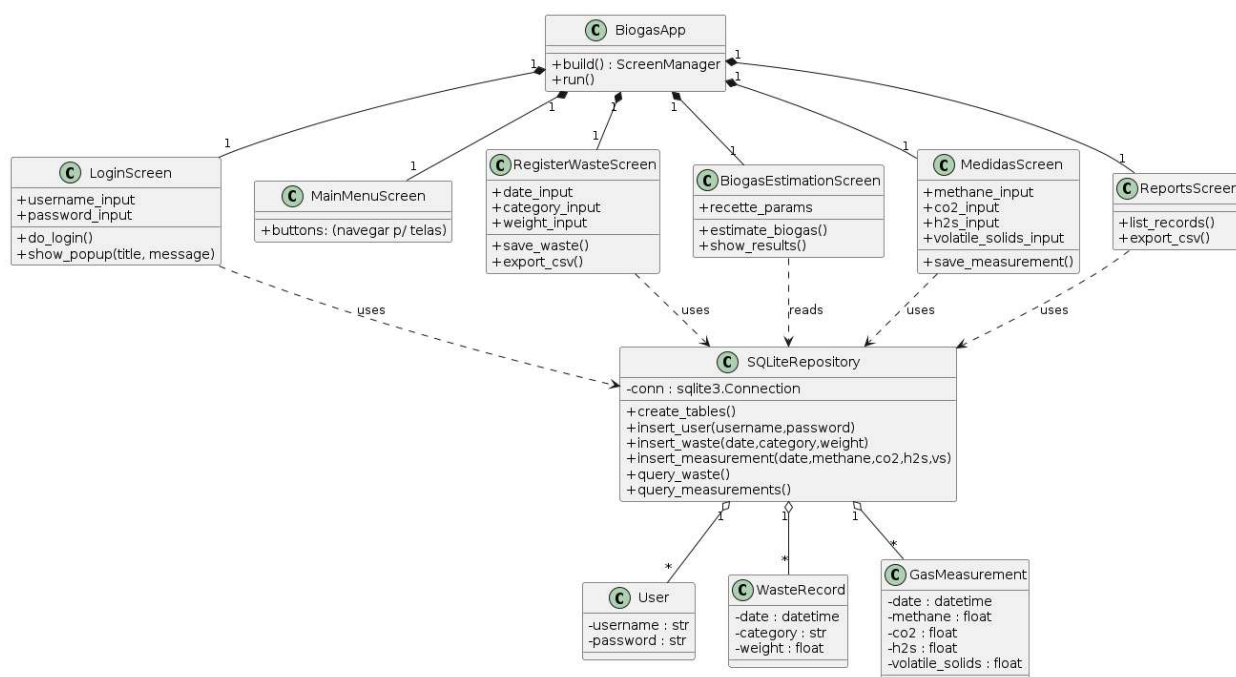 C BiogasApp
+build() : ScreenManager
+run()
1
1
1
1
1
1
1
1
1
1
1
1
C LoginScreen
+username_input
+password_input
+do_login()
+show_popup(title, message)
C MainMenuScreen
+buttons: (navegar p/ telas)
C RegisterWasteScreen
+date_input
+category_input
+weight_input
+save_waste()
+export_csv()
C BiogasEstimationScreen
+recette_params
+estimate_biogas()
+show_results()
C MedidasScreen
+methane_input
+co2_input
+h2s_input
+volatile_solids_input
+save_measurement()
C ReportsScreen
+list_records()
+export_csv()
uses
uses
reads
uses
uses
C SQLiteRepository
-conn : sqlite3.Connection
+create_tables()
+insert_user(username,password)
+insert_waste(date,category,weight)
+insert_measurement(date,methane,co2,h2s,vs)
+query_waste()
+query_measurements()
1
1
1
*
*
*
C User
-username : str
-password : str
C WasteRecord
-date : datetime
-category : str
-weight : float
C GasMeasurement
-date : datetime
-methane : float
-co2 : float
-h2s : float
-volatile_solids : float